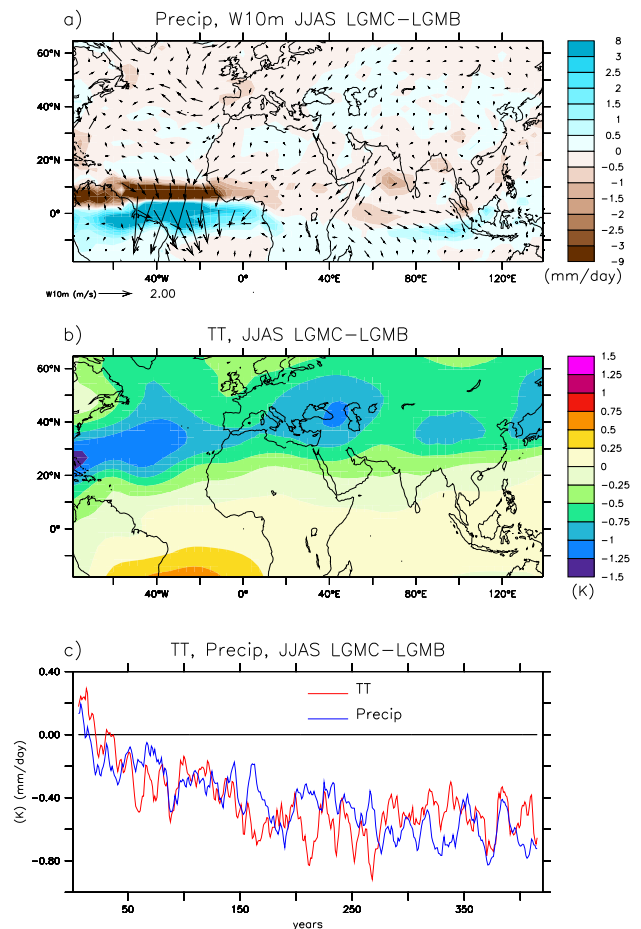 a) Precip, W10m JJAS LGMC−LGMB
60°N
40°N
20°N
0°N
40°W 0°E 40°E 80°E 120°E
8
3
2.5
2
1.5
1
0.5
0
−0.5
−1
−1.5
−2
−2.5
−3
−9
(mm/day)
W10m (m/s) 2.00
b) TT, JJAS LGMC−LGMB
60°N
40°N
20°N
0°N
40°W 0°E 40°E 80°E 120°E
1.5
1.25
1
0.75
0.5
0.25
0
−0.25
−0.5
−0.75
−1
−1.25
−1.5
(K)
c) TT, Precip, JJAS LGMC−LGMB
0.40
0.00
−0.40
−0.80
(K) (mm/day)
TT
Precip
50 150 250 350
years